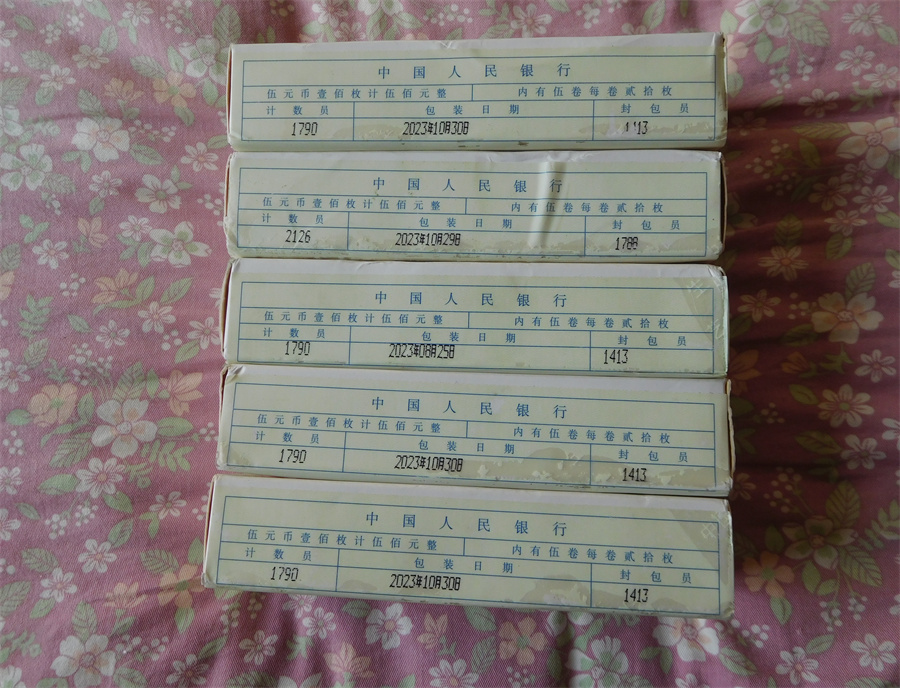 中国人民银行
伍元币壹佰枚计伍佰元整 内有伍卷每卷贰拾枚
计数员 包装日期 封包员
1790 2023年10月30日
中国人民银行
伍元币壹佰枚计伍佰元整 内有伍卷每卷贰拾枚
计数员 包装日期 封包员
2126 2023年10月29日 1788
中国人民银行
伍元币壹佰枚计伍佰元整 内有伍卷每卷贰拾枚
计数员 包装日期 封包员
1790 2023年08月25日 1413
中国人民银行
伍元币壹佰枚计伍佰元整 内有伍卷每卷贰拾枚
计数员 包装日期 封包员
1790 2023年10月30日 1413
中国人民银行
伍元币壹佰枚计伍佰元整 内有伍卷每卷贰拾枚
计数员 包装日期 封包员
1790 2023年10月30日 1413